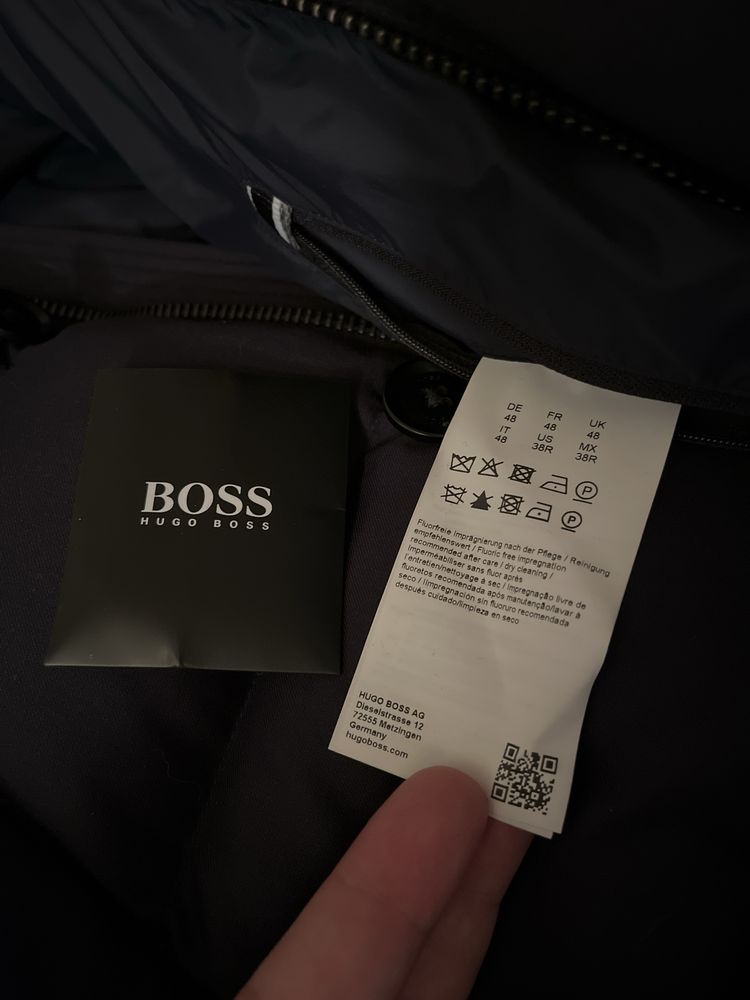 BOSS
HUGO BOSS
DE FR UK
48 48 48
IT US MX
48 38R 38R
P
P
Fluorfreie Imprägnierung nach der Pflege / Reinigung
empfehlenswert / Fluoric free impregnation
recommended after care / dry cleaning /
Imperméabiliser sans fluor après
l'entretien/nettoyage à sec / Impregnação livre de
fluoretos recomendada após manutenção/lavar à
seco / Impregnación sin fluoruro recomendada
después cuidado/limpieza en seco
HUGO BOSS AG
Dieselstrasse 12
72555 Metzingen
Germany
hugoboss.com